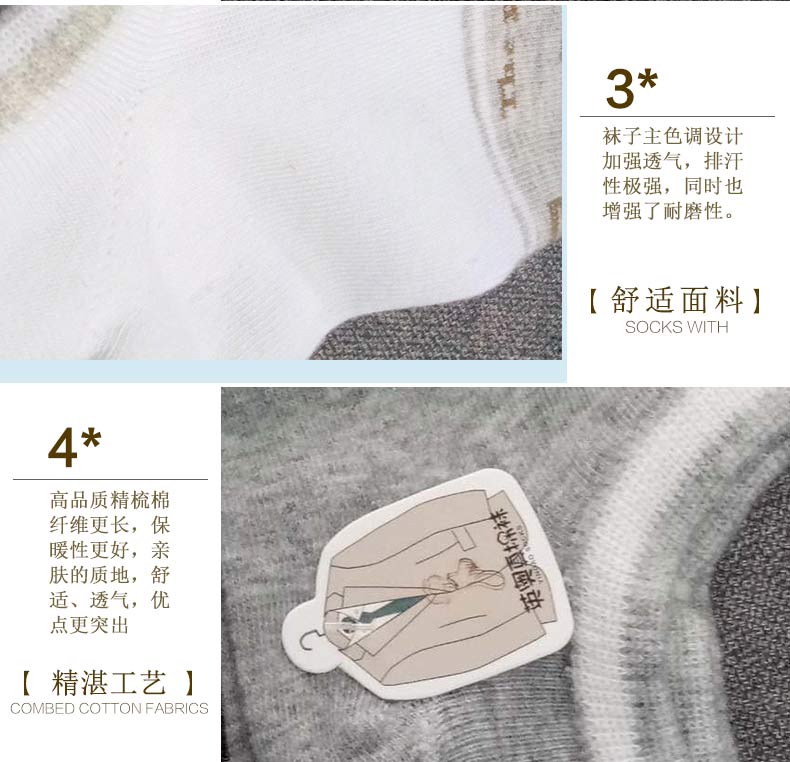 3*
袜子主色调设计
加强透气，排汗
性极强，同时也
增强了耐磨性。
【舒适面料】
SOCKS WITH
4*
高品质精梳棉
纤维更长，保
暖性更好，亲
肤的质地，舒
适、透气，优
点更突出
【 精湛工艺 】
COMBED COTTON FABRICS